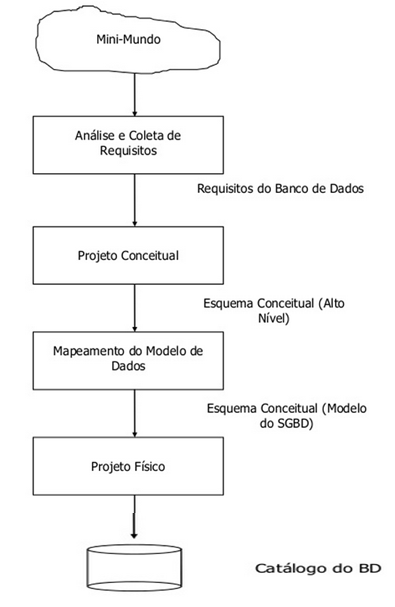 Mini-Mundo
Análise e Coleta de
Requisitos
Requisitos do Banco de Dados
Projeto Conceitual
Esquema Conceitual (Alto
Nível)
Mapeamento do Modelo de
Dados
Esquema Conceitual (Modelo
do SGBD)
Projeto Físico
Catálogo do BD